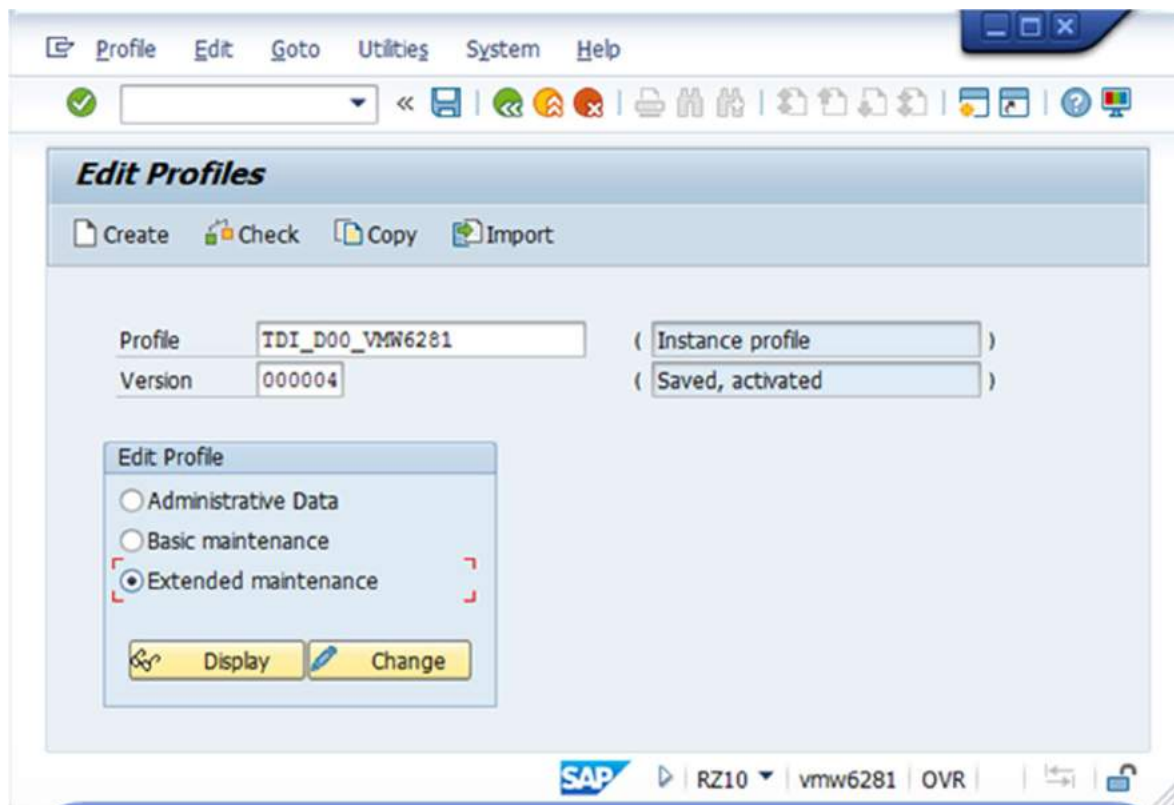 Profile Edit Goto Utilities System Help
Edit Profiles
Create Check Copy Import
Profile TDI_D00_VMW6281 ( Instance profile )
Version 000004 ( Saved, activated )
Edit Profile
Administrative Data
Basic maintenance
Extended maintenance
Display Change
SAP RZ10 vmw6281 OVR